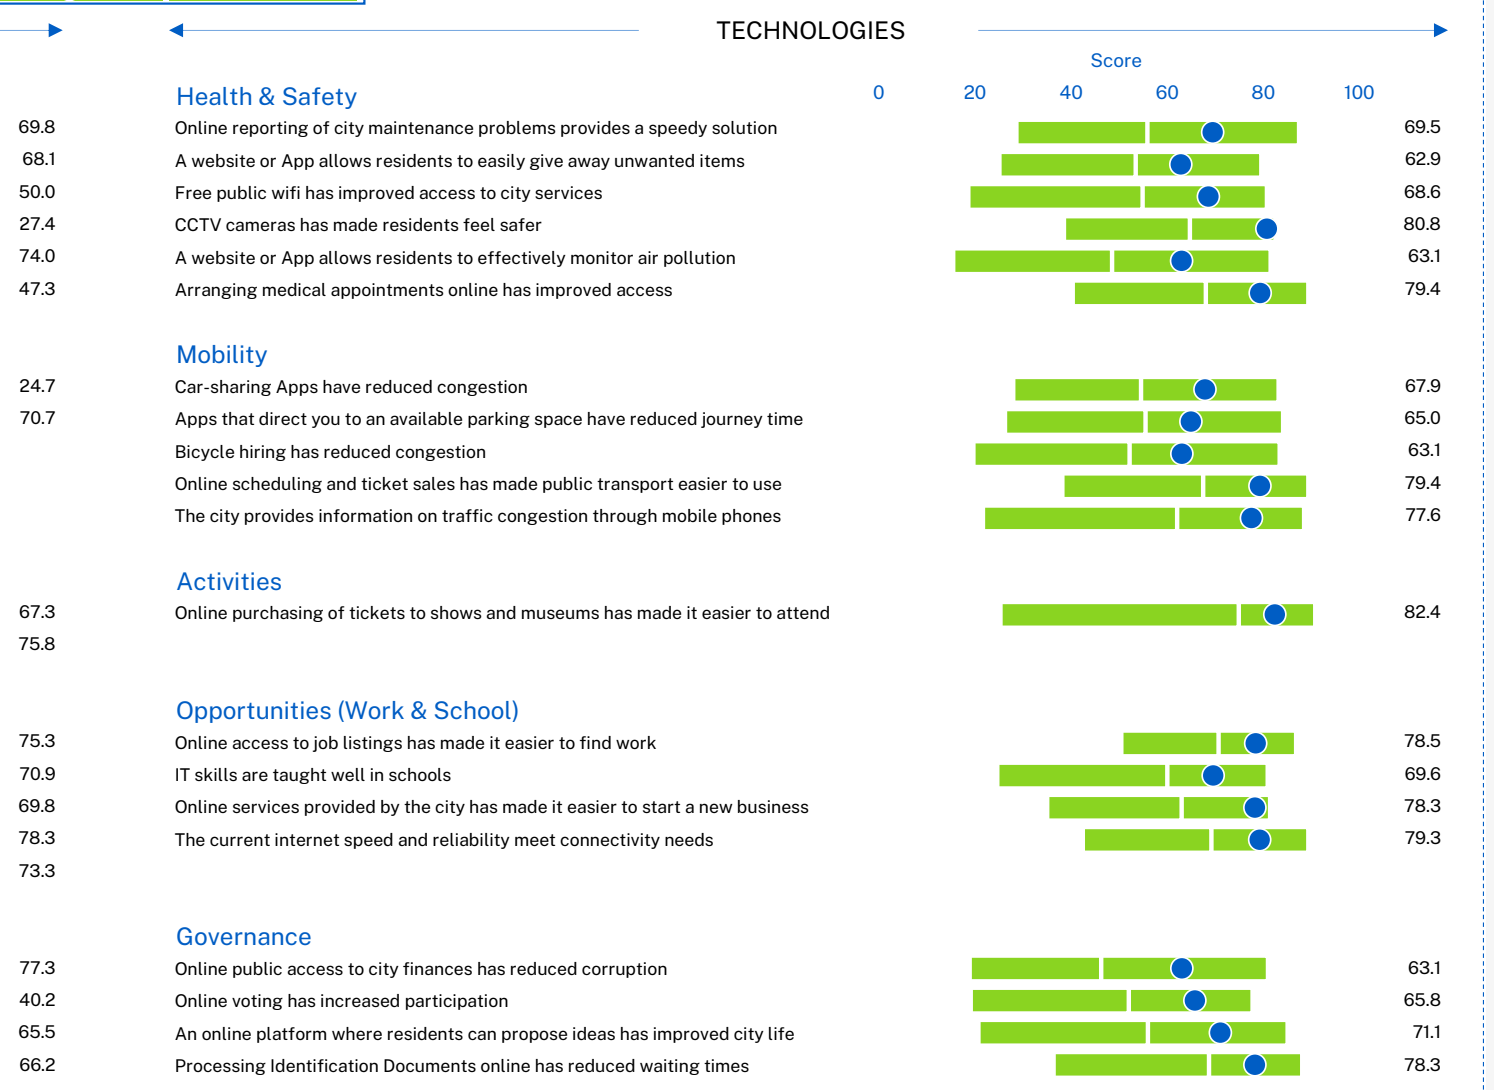 TECHNOLOGIES
Score
Health & Safety 0 20 40 60 80 100
69.8 Online reporting of city maintenance problems provides a speedy solution 69.5
68.1 A website or App allows residents to easily give away unwanted items 62.9
50.0 Free public wifi has improved access to city services 68.6
27.4 CCTV cameras has made residents feel safer 80.8
74.0 A website or App allows residents to effectively monitor air pollution 63.1
47.3 Arranging medical appointments online has improved access 79.4
Mobility
24.7 Car-sharing Apps have reduced congestion 67.9
70.7 Apps that direct you to an available parking space have reduced journey time 65.0
Bicycle hiring has reduced congestion 63.1
Online scheduling and ticket sales has made public transport easier to use 79.4
The city provides information on traffic congestion through mobile phones 77.6
Activities
67.3 Online purchasing of tickets to shows and museums has made it easier to attend 82.4
75.8
Opportunities (Work & School)
75.3 Online access to job listings has made it easier to find work 78.5
70.9 IT skills are taught well in schools 69.6
69.8 Online services provided by the city has made it easier to start a new business 78.3
78.3 The current internet speed and reliability meet connectivity needs 79.3
73.3
Governance
77.3 Online public access to city finances has reduced corruption 63.1
40.2 Online voting has increased participation 65.8
65.5 An online platform where residents can propose ideas has improved city life 71.1
66.2 Processing Identification Documents online has reduced waiting times 78.3